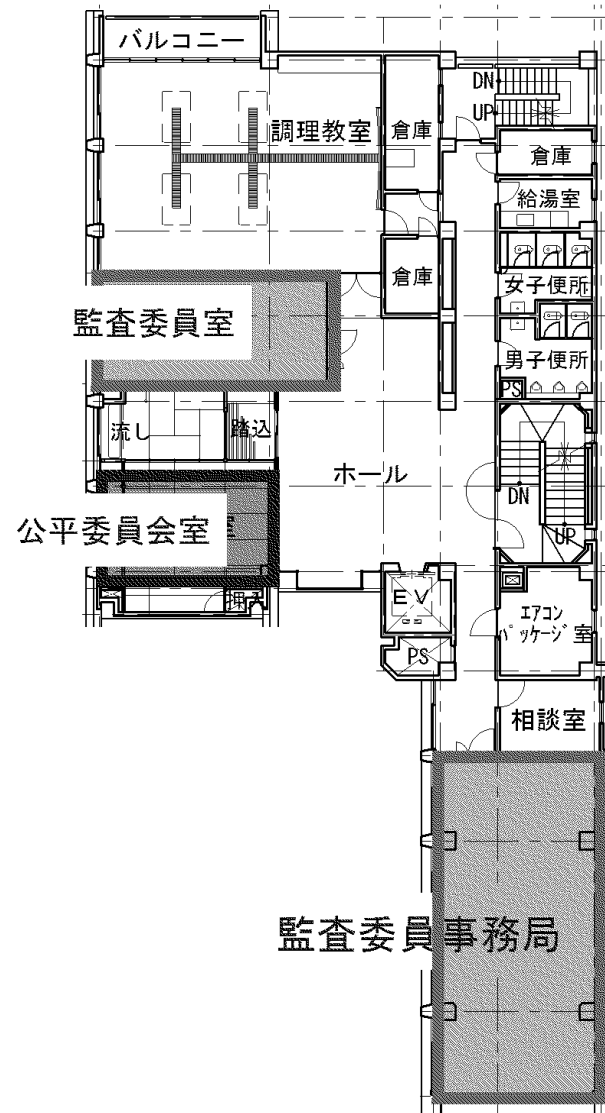 バルコニー
DN
UP
調理教室
倉庫
倉庫
給湯室
倉庫
女子便所
監査委員室
男子便所
PS
流し
踏込
ホール
DN
公平委員会室
UP
EV
エアコン
パッケージ室
PS
相談室
監査委員事務局